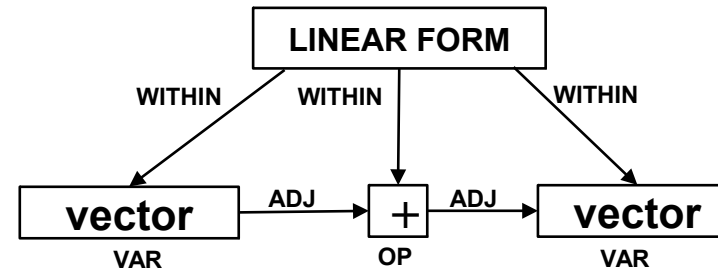 LINEAR FORM
WITHIN WITHIN WITHIN
vector ADJ + ADJ vector
VAR OP VAR